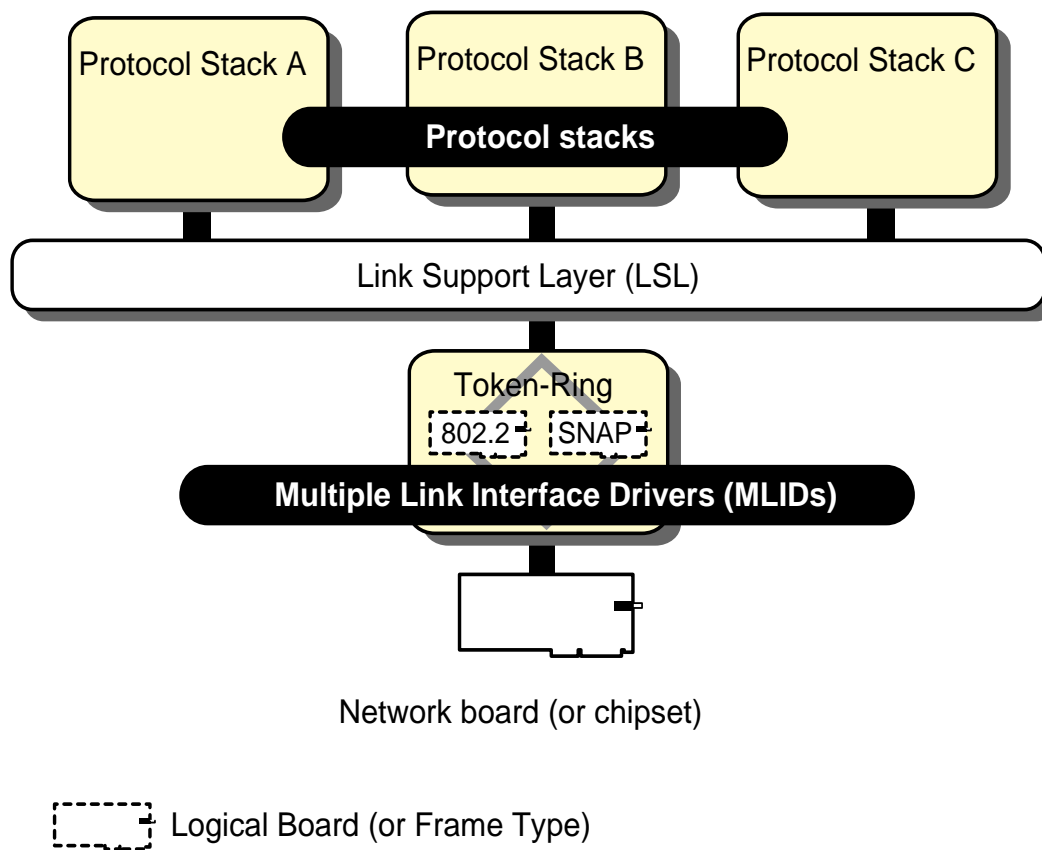 Protocol Stack A
Protocol Stack B
Protocol Stack C
Protocol stacks
Link Support Layer (LSL)
Token-Ring
802.2
SNAP
Multiple Link Interface Drivers (MLIDs)
Network board (or chipset)
Logical Board (or Frame Type)